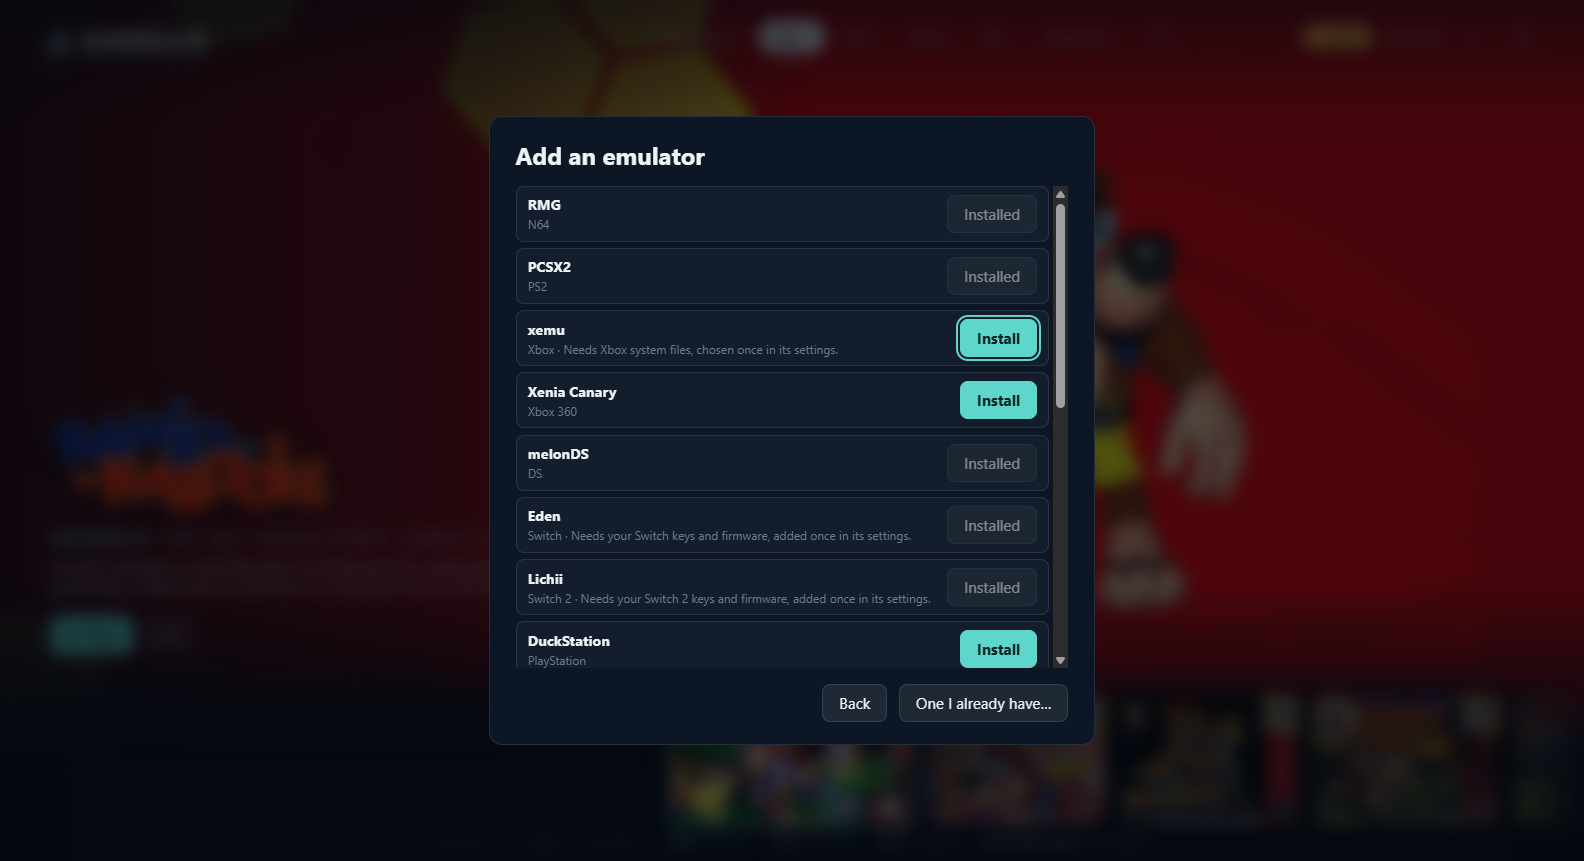 Add an emulator
RMG
N64
Installed
PCSX2
PS2
Installed
xemu
Xbox · Needs Xbox system files, chosen once in its settings.
Install
Xenia Canary
Xbox 360
Install
melonDS
DS
Installed
Eden
Switch · Needs your Switch keys and firmware, added once in its settings.
Installed
Lichii
Switch 2 · Needs your Switch 2 keys and firmware, added once in its settings.
Installed
DuckStation
PlayStation
Install
Back
One I already have...